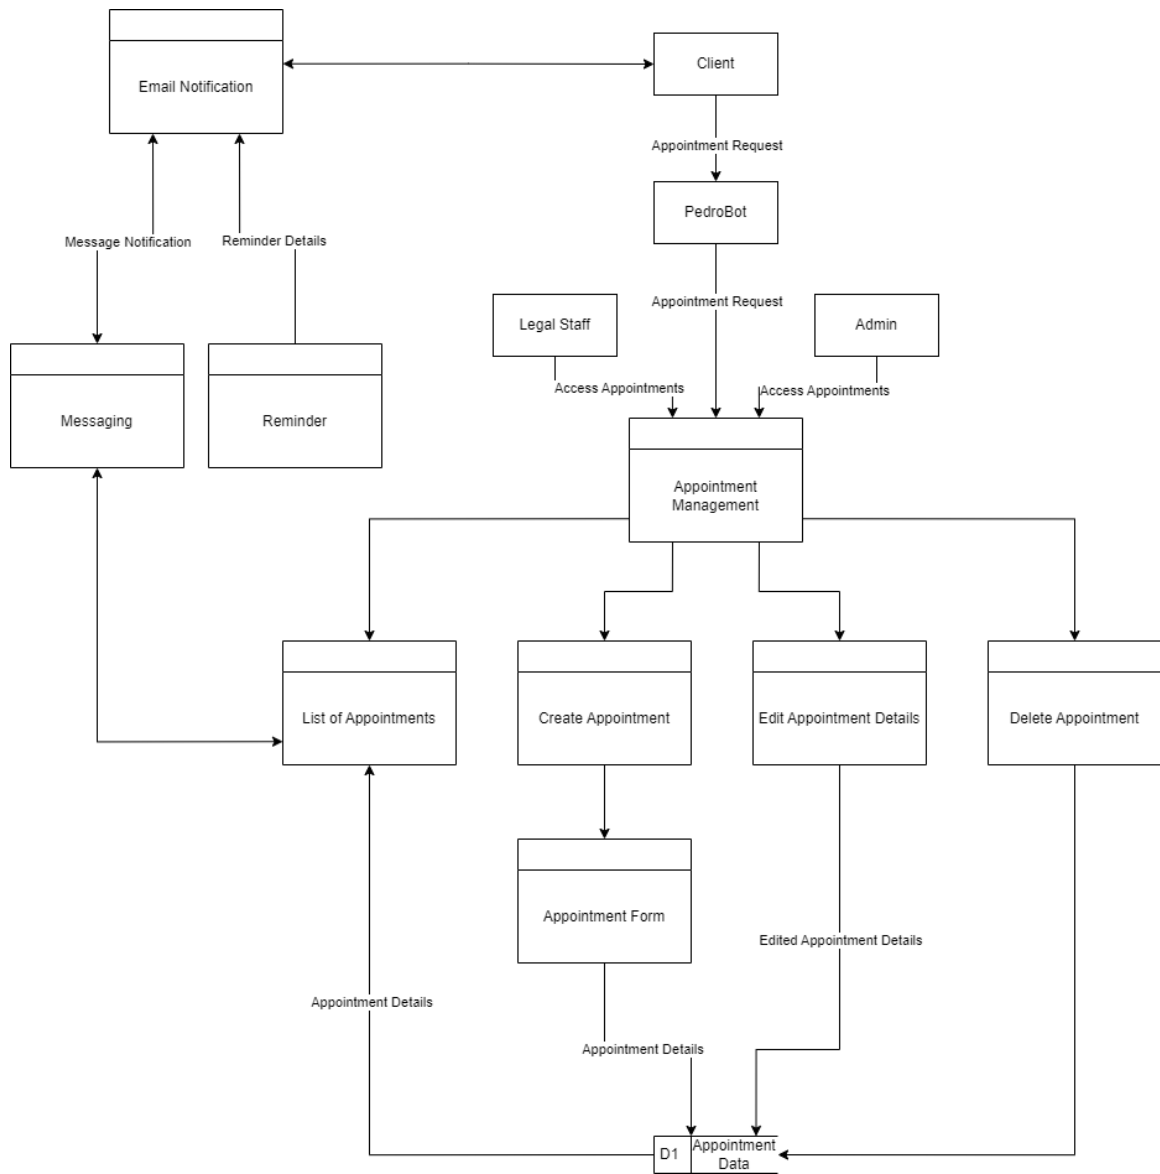 Client
Email Notification
Appointment Request
PedroBot
Message Notification
Reminder Details
Appointment Request
Legal Staff
Admin
Access Appointments
Access Appointments
Messaging
Reminder
Appointment
Management
List of Appointments
Create Appointment
Edit Appointment Details
Delete Appointment
Appointment Form
Edited Appointment Details
Appointment Details
Appointment Details
D1
Appointment
Data